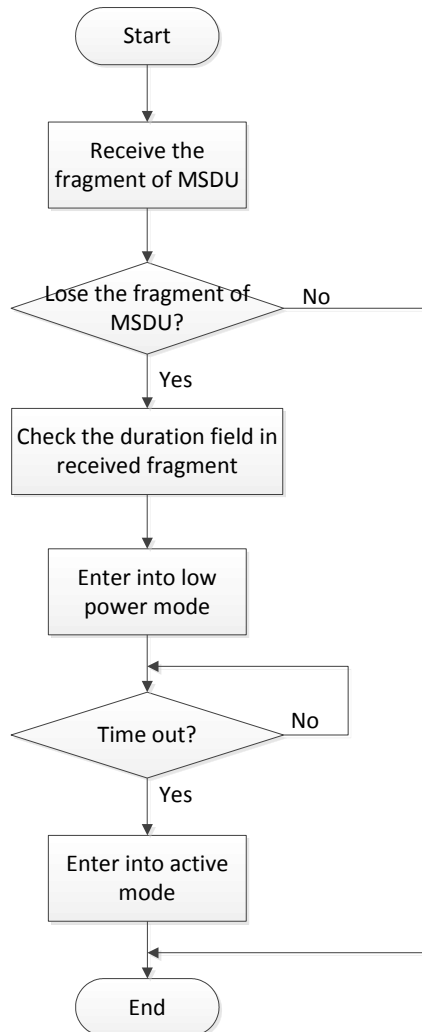 Start
Receive the
fragment of MSDU
Lose the fragment of
MSDU?
No
Yes
Check the duration field in
received fragment
Enter into low
power mode
Time out?
No
Yes
Enter into active
mode
End